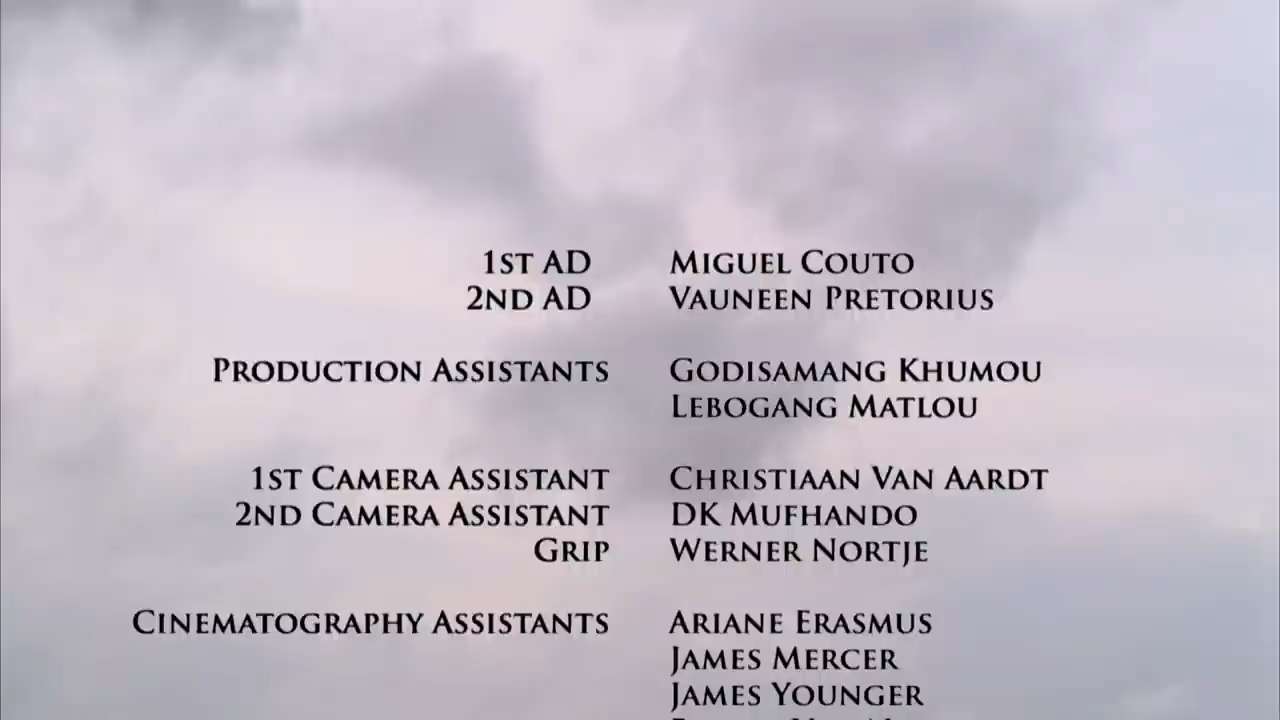 1ST AD MIGUEL COUTO
2ND AD VAUNEEN PRETORIUS
PRODUCTION ASSISTANTS GODISAMANG KHUMOU
LEBOGANG MATLOU
1ST CAMERA ASSISTANT CHRISTIAAN VAN AARDT
2ND CAMERA ASSISTANT DK MUFHANDO
GRIP WERNER NORTJE
CINEMATOGRAPHY ASSISTANTS ARIANE ERASMUS
JAMES MERCER
JAMES YOUNGER